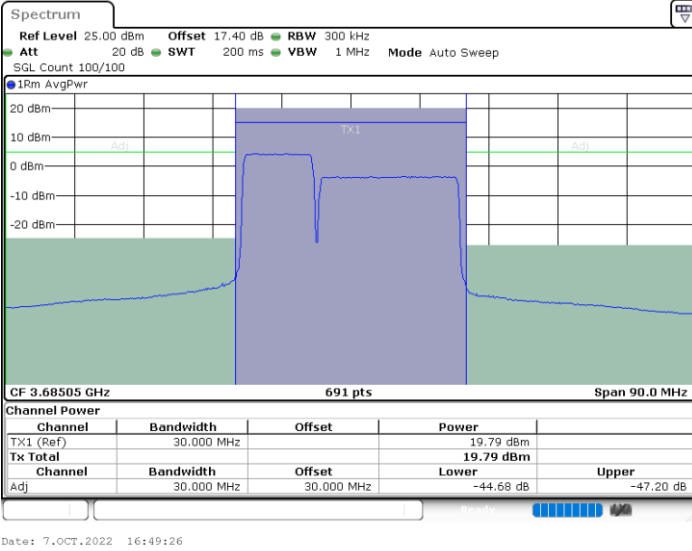 Spectrum
Ref Level 25.00 dBm Offset 17.40 dB RBW 300 kHz
Att 20 dB SWT 200 ms VBW 1 MHz Mode Auto Sweep
SGL Count 100/100
1Rm AvgPwr
20 dBm
TX1
10 dBm
Adj Adj
0 dBm
-10 dBm
-20 dBm
CF 3.68505 GHz 691 pts Span 90.0 MHz
Channel Power
Channel Bandwidth Offset Power
TX1 (Ref) 30.000 MHz 19.79 dBm
Tx Total 19.79 dBm
Channel Bandwidth Offset Lower Upper
Adj 30.000 MHz 30.000 MHz -44.68 dB -47.20 dB
Ready
Date: 7.OCT.2022 16:49:26